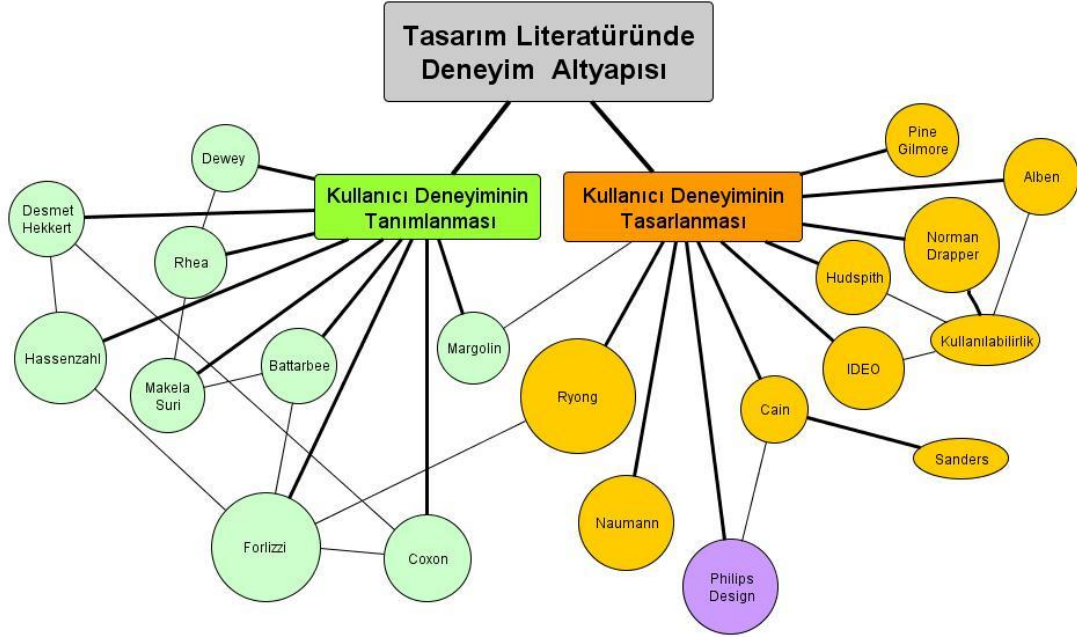 Tasarım Literatüründe
Deneyim Altyapısı
Kullanıcı Deneyiminin
Tanımlanması
Kullanıcı Deneyiminin
Tasarlanması
Dewey
Desmet
Hekkert
Rhea
Hassenzahl
Makela
Suri
Battarbee
Margolin
Forlizzi
Coxon
Pine
Gilmore
Alben
Norman
Drapper
Hudspith
Kullanılabilirlik
IDEO
Ryong
Cain
Sanders
Naumann
Philips
Design